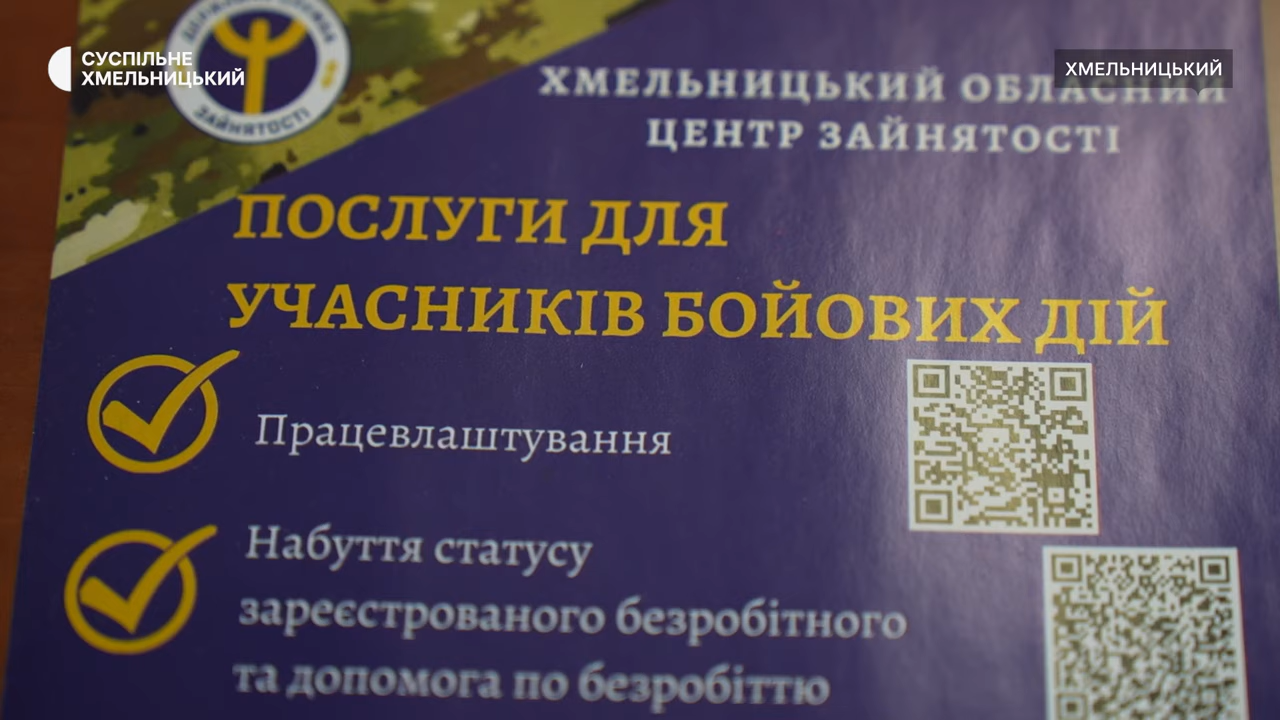 СУСПІЛЬНЕ
ХМЕЛЬНИЦЬКИЙ
ХМЕЛЬНИЦЬКИЙ
ЗАЙНЯТОСТІ
ХМЕЛЬНИЦЬКИЙ ОБЛАСНИЙ
ЦЕНТР ЗАЙНЯТОСТІ
ПОСЛУГИ ДЛЯ
УЧАСНИКІВ БОЙОВИХ ДІЙ
Працевлаштування
Набуття статусу
зареєстрованого безробітного
та допомога по безробіттю